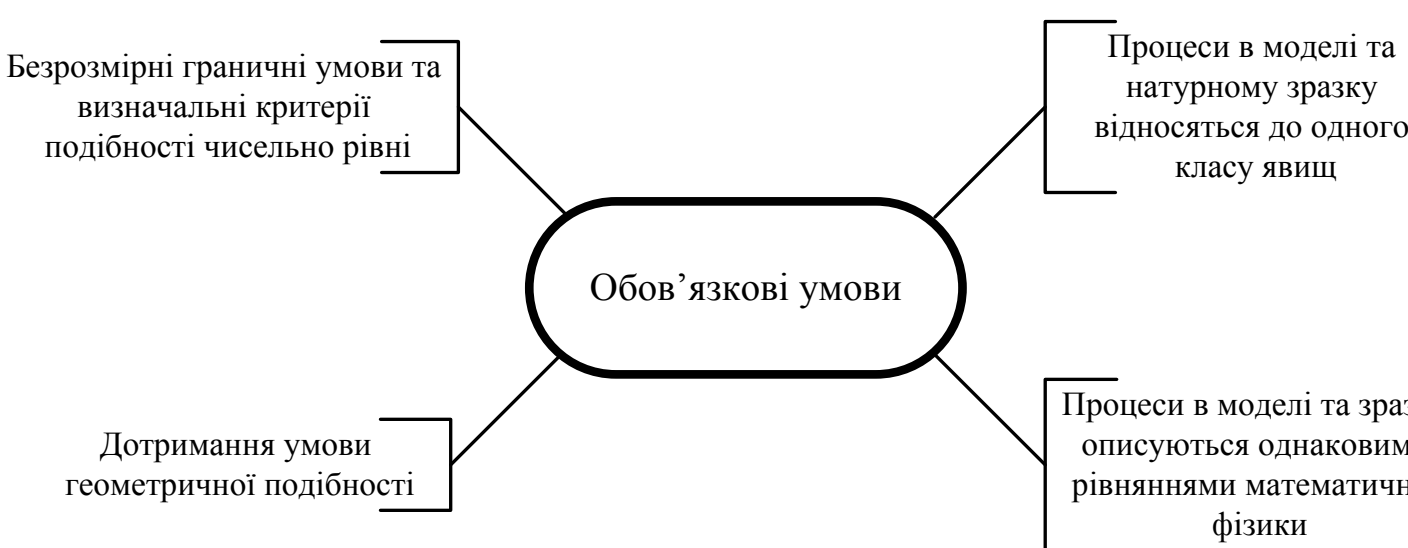 Безрозмірні граничні умови та
визначальні критерії
подібності чисельно рівні
Процеси в моделі та
натурному зразку
відносяться до одного
класу явищ
Обов’язкові умови
Дотримання умови
геометричної подібності
Процеси в моделі та
описуються
рівняннями
фізики